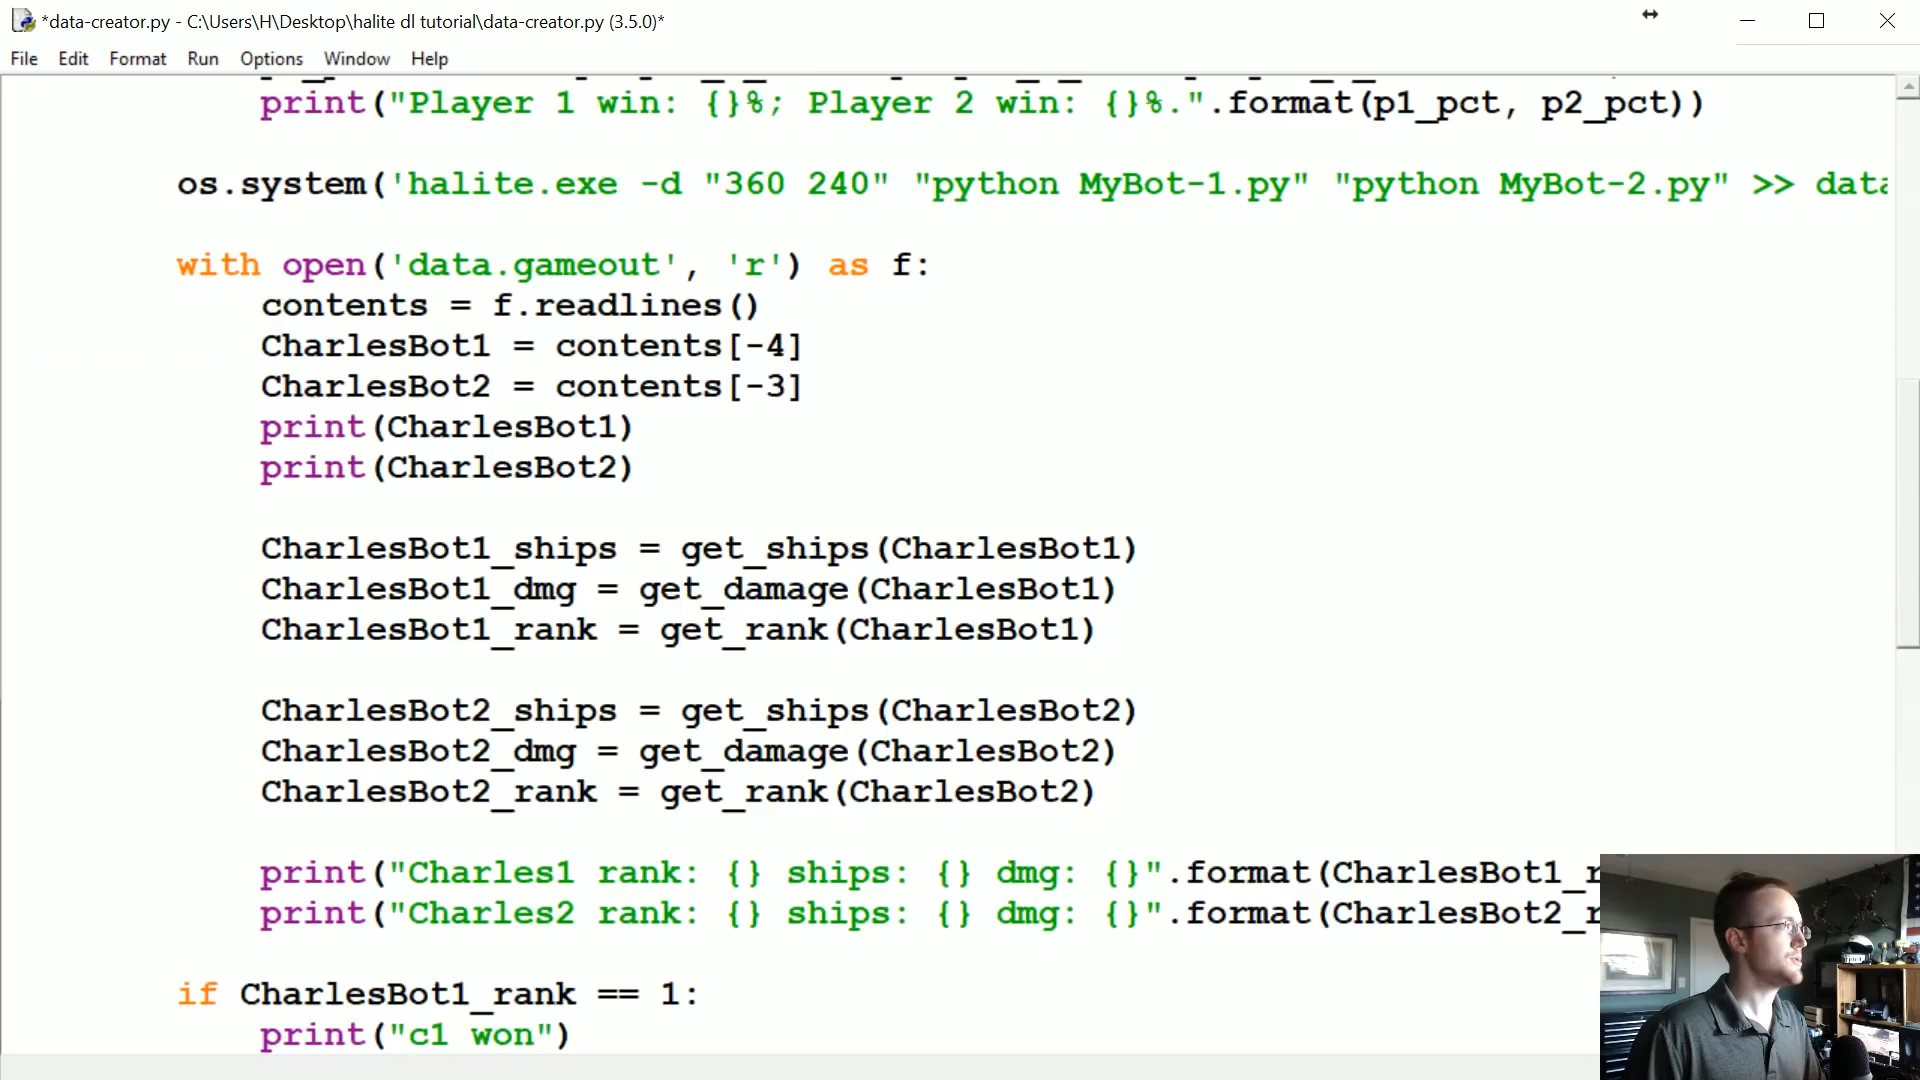 *data-creator.py - C:\Users\H\Desktop\halite dl tutorial\data-creator.py (3.5.0)*
File Edit Format Run Options Window Help
print("Player 1 win: {}%; Player 2 win: {}%.".format(p1_pct, p2_pct))
os.system('halite.exe -d "360 240" "python MyBot-1.py" "python MyBot-2.py" >> data
with open('data.gameout', 'r') as f:
contents = f.readlines()
CharlesBot1 = contents[-4]
CharlesBot2 = contents[-3]
print(CharlesBot1)
print(CharlesBot2)
CharlesBot1_ships = get_ships(CharlesBot1)
CharlesBot1_dmg = get_damage(CharlesBot1)
CharlesBot1_rank = get_rank(CharlesBot1)
CharlesBot2_ships = get_ships(CharlesBot2)
CharlesBot2_dmg = get_damage(CharlesBot2)
CharlesBot2_rank = get_rank(CharlesBot2)
print("Charles1 rank: {} ships: {} dmg: {}".format(CharlesBot1_r
print("Charles2 rank: {} ships: {} dmg: {}".format(CharlesBot2_r
if CharlesBot1_rank == 1:
print("c1 won")